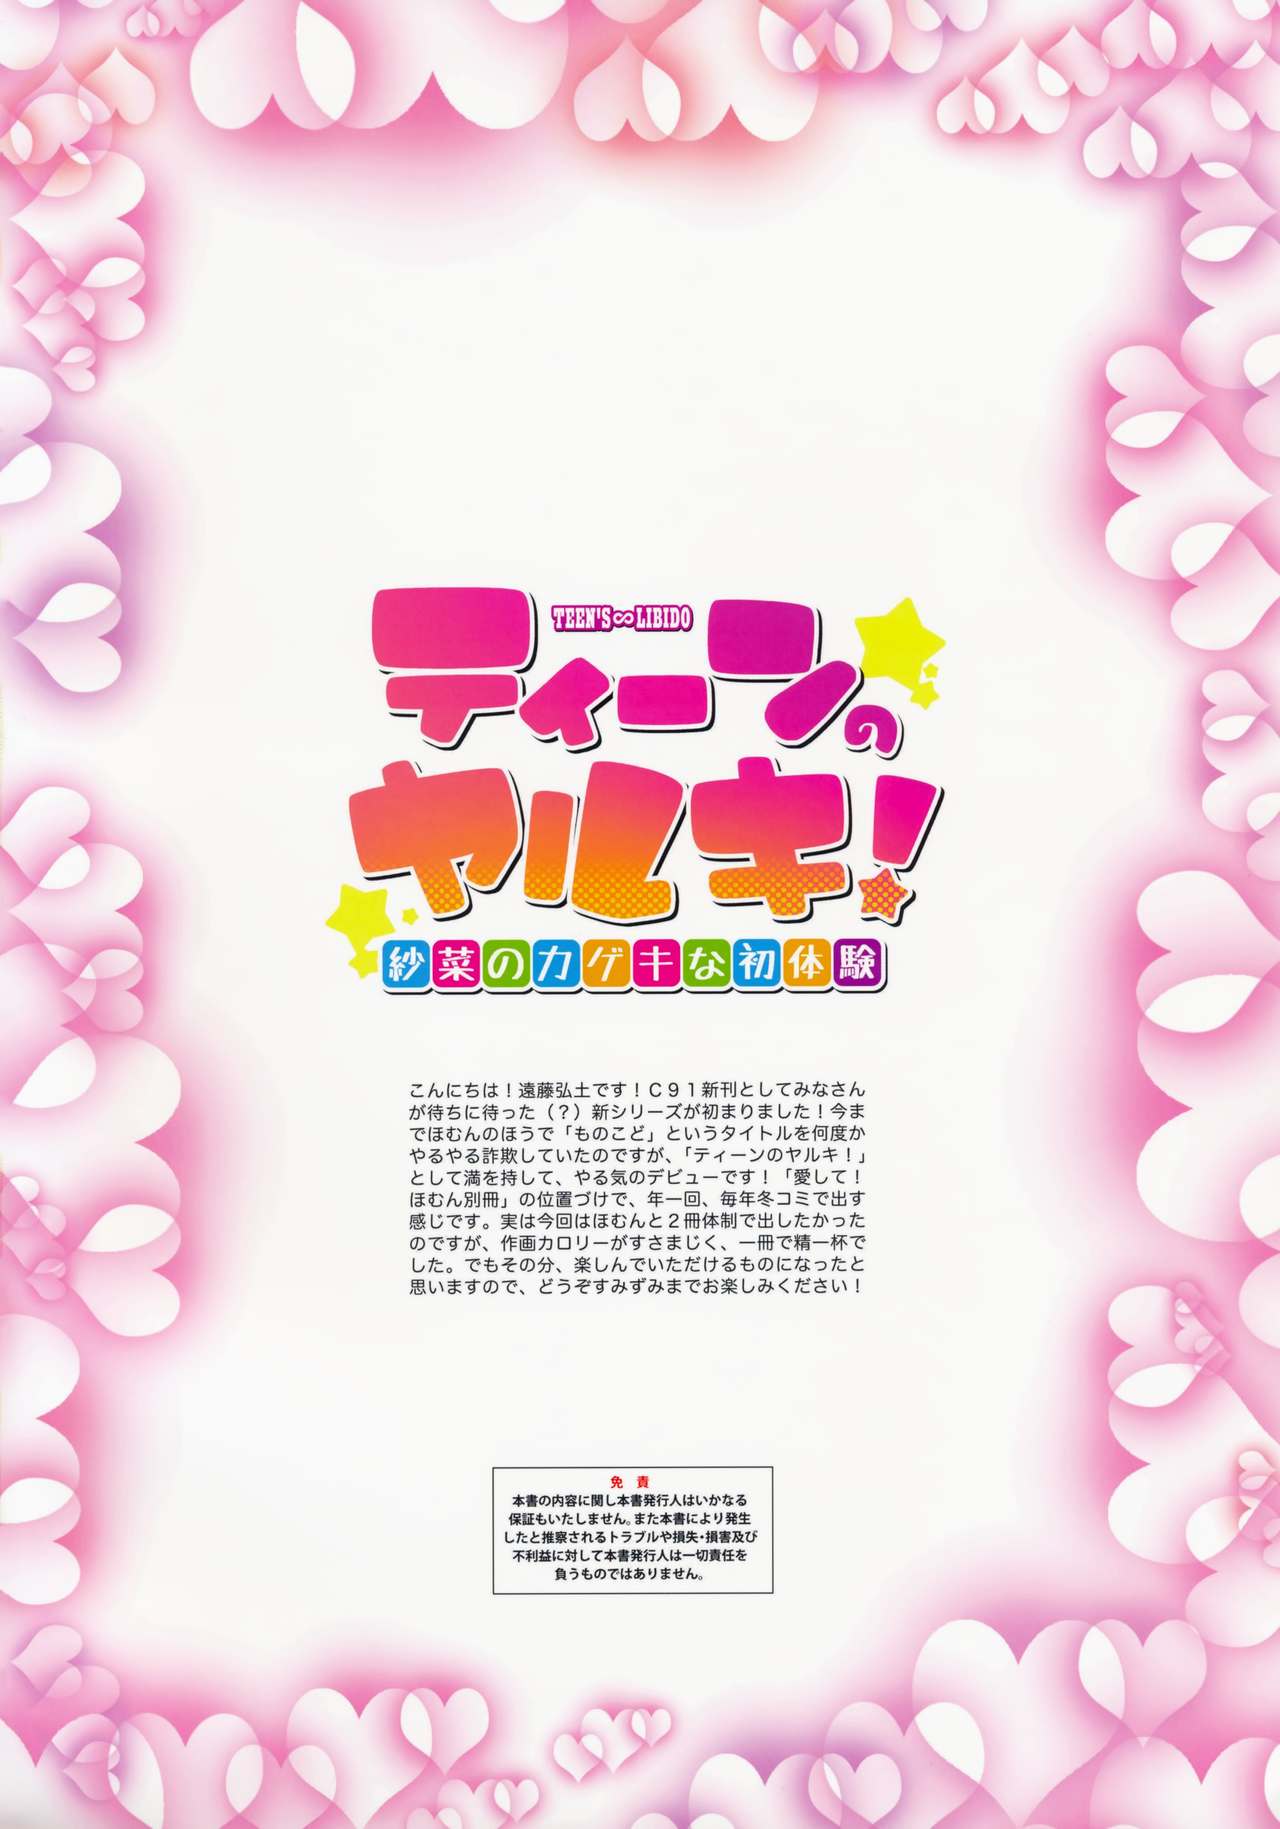 TEEN'S∞LIBIDO
ティーンの
ヤルキ!
紗菜のカゲキな初体験
こんにちは!遠藤弘土です!C91新刊としてみなさん
が待ちに待った(?)新シリーズが初まりました!今ま
でほむんのほうで「ものこど」というタイトルを何度か
やるやる詐欺していたのですが、「ティーンのヤルキ!」
として満を持して、やる気のデビューです!「愛して!
ほむん別冊」の位置づけで、年一回、毎年冬コミで出す
感じです。実は今回はほむんと2冊体制で出したかった
のですが、作画カロリーがすさまじく、一冊で精一杯で
した。でもその分、楽しんでいただけるものになったと
思いますので、どうぞすみずみまでお楽しみください!
免 責
本書の内容に関し本書発行人はいかなる
保証もいたしません。また本書により発生
したと推察されるトラブルや損失・損害及び
不利益に対して本書発行人は一切責任を
負うものではありません。